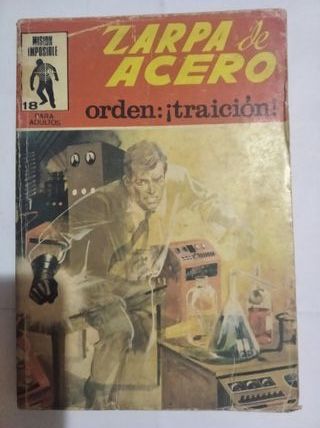 MISION
IMPOSIBLE
18
PARA
ADULTOS
ZARPA de
ACERO
orden: ¡traición!